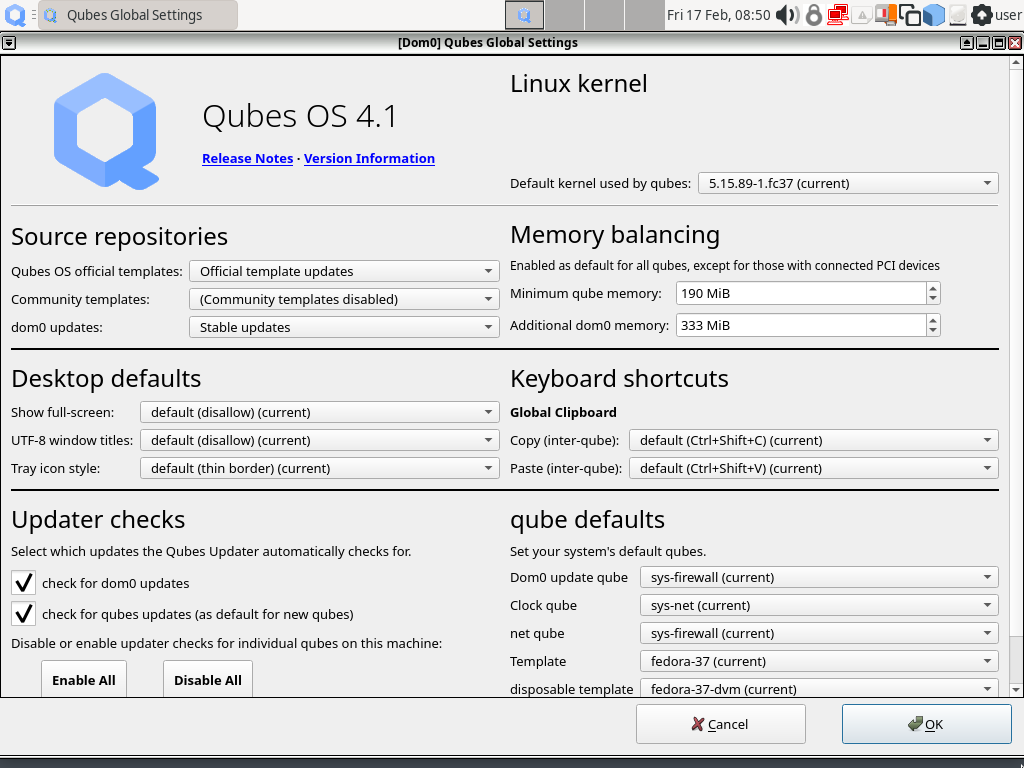 Qubes Global Settings
Fri 17 Feb, 08:50
user
[Dom0] Qubes Global Settings
Qubes OS 4.1
Release Notes · Version Information
Linux kernel
Default kernel used by qubes: 5.15.89-1.fc37 (current)
Source repositories
Qubes OS official templates: Official template updates
Community templates: (Community templates disabled)
dom0 updates: Stable updates
Memory balancing
Enabled as default for all qubes, except for those with connected PCI devices
Minimum qube memory: 190 MiB
Additional dom0 memory: 333 MiB
Desktop defaults
Show full-screen: default (disallow) (current)
UTF-8 window titles: default (disallow) (current)
Tray icon style: default (thin border) (current)
Keyboard shortcuts
Global Clipboard
Copy (inter-qube): default (Ctrl+Shift+C) (current)
Paste (inter-qube): default (Ctrl+Shift+V) (current)
Updater checks
Select which updates the Qubes Updater automatically checks for.
check for dom0 updates
check for qubes updates (as default for new qubes)
Disable or enable updater checks for individual qubes on this machine:
Enable All Disable All
qube defaults
Set your system's default qubes.
Dom0 update qube sys-firewall (current)
Clock qube sys-net (current)
net qube sys-firewall (current)
Template fedora-37 (current)
disposable template fedora-37-dvm (current)
Cancel OK